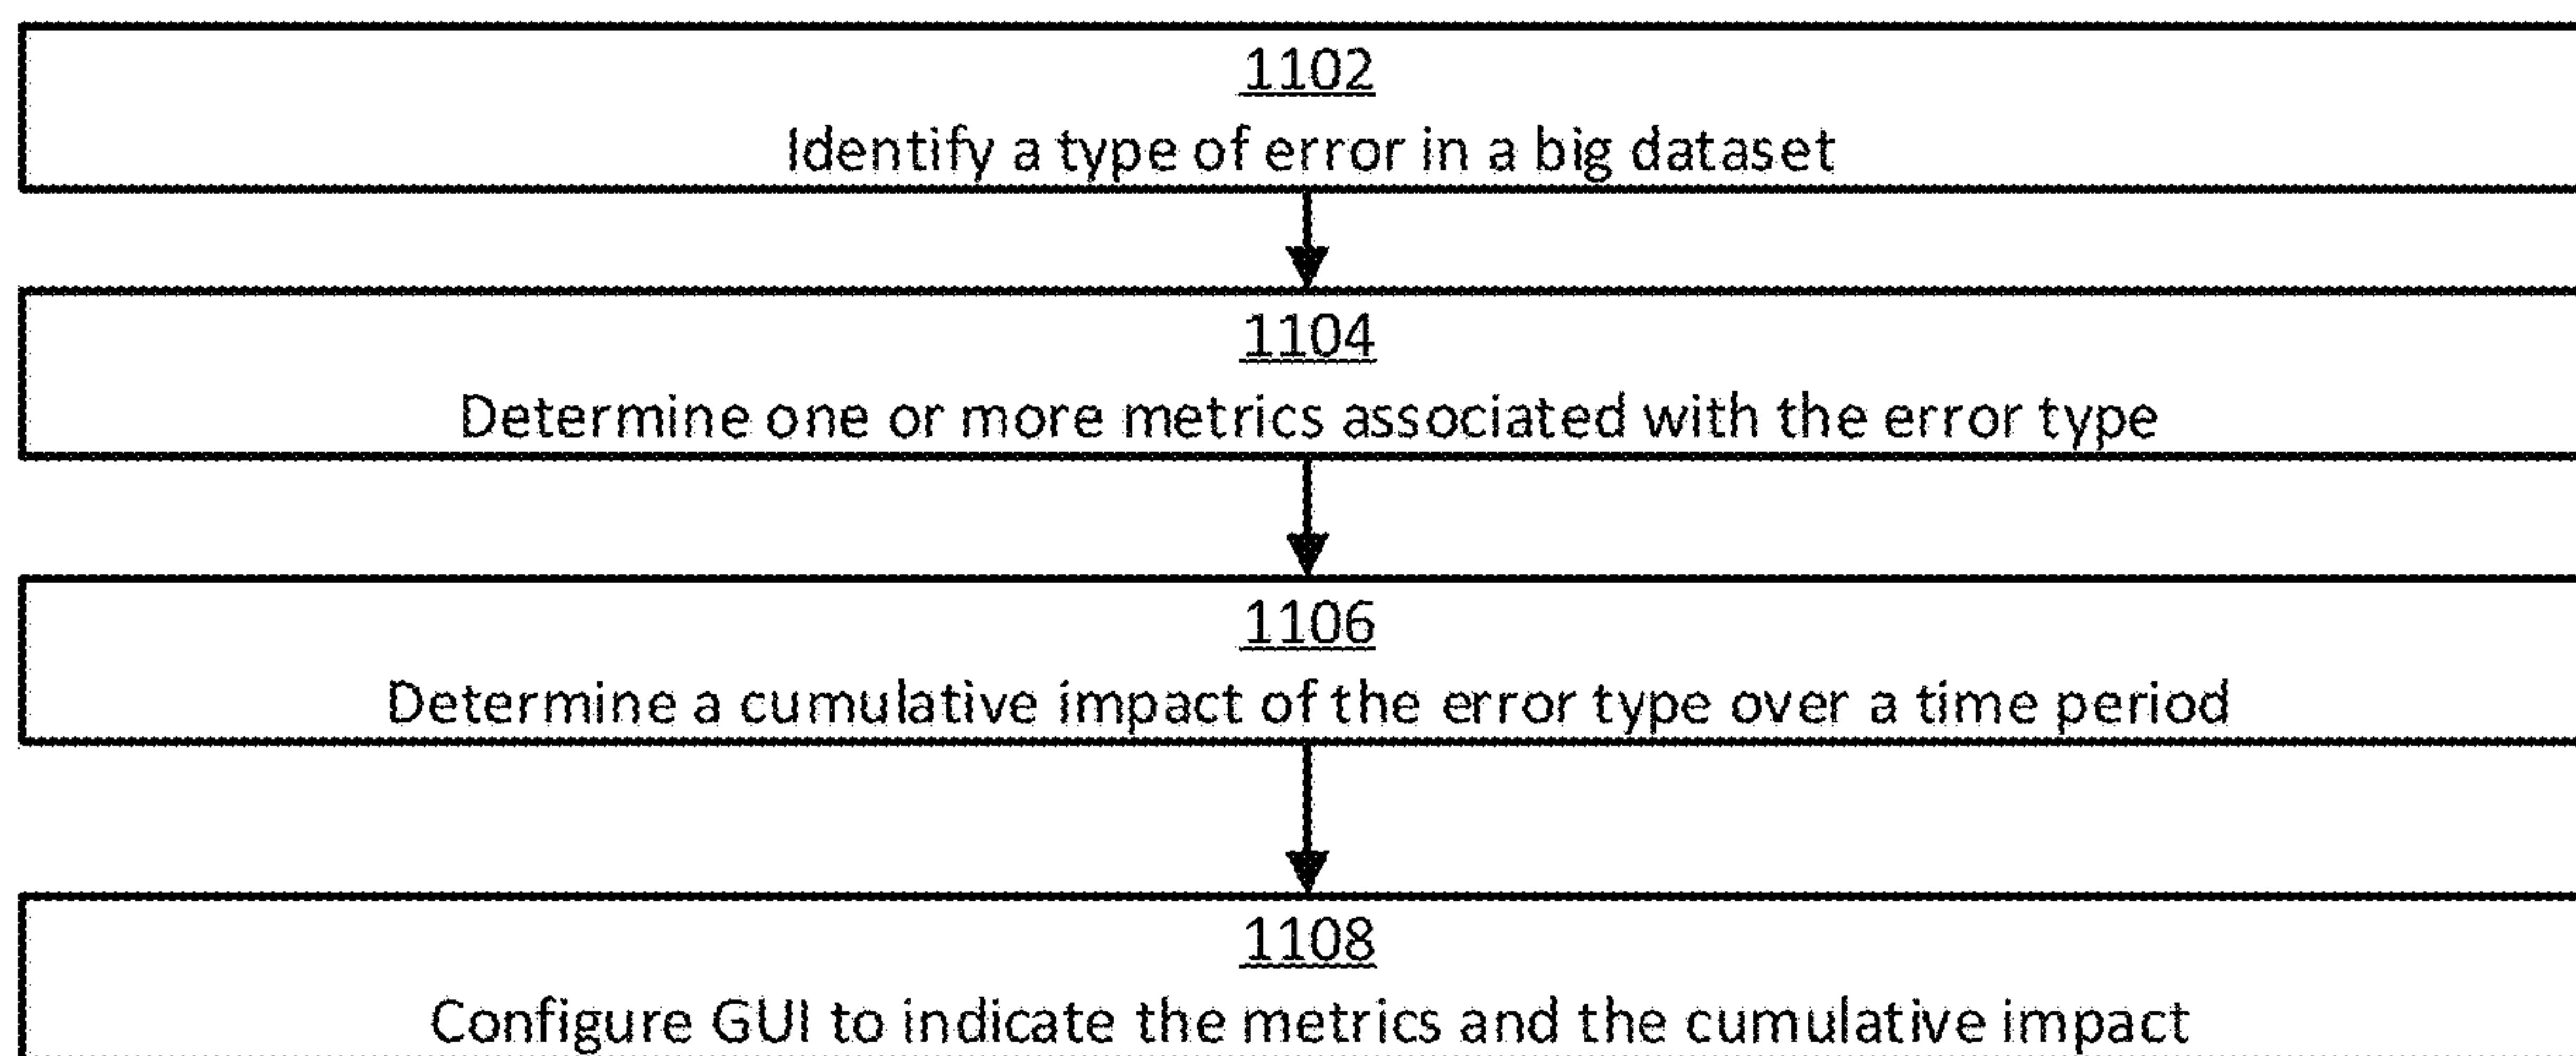 1102
Identify a type of error in a big dataset
1104
Determine one or more metrics associated with the error type
1106
Determine a cumulative impact of the error type over a time period
1108
Configure GUI to indicate the metrics and the cumulative impact